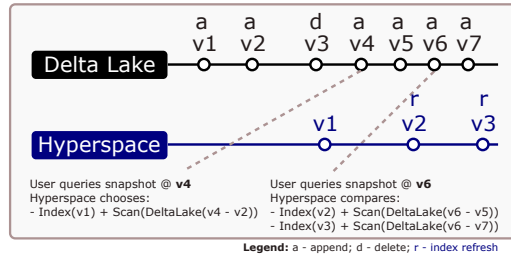 a a d a a a a
v1 v2 v3 v4 v5 v6 v7
Delta Lake
r r
v1 v2 v3
Hyperspace
User queries snapshot @ v4
Hyperspace chooses:
- Index(v1) + Scan(DeltaLake(v4 - v2))
User queries snapshot @ v6
Hyperspace compares:
- Index(v2) + Scan(DeltaLake(v6 - v5))
- Index(v3) + Scan(DeltaLake(v6 - v7))
Legend: a - append; d - delete; r - index refresh